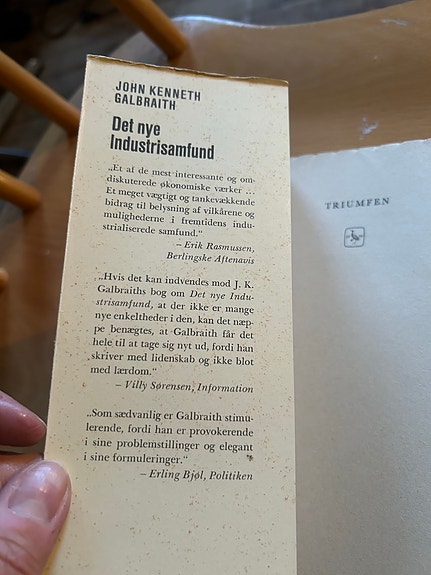 JOHN KENNETH
GALBRAITH
Det nye
Industrisamfund
„Et af de mest interessante og om-
diskuterede økonomiske værker ...
Et meget vægtigt og tankevækkende
bidrag til belysning af vilkårene og
mulighederne i fremtidens indu-
strialiserede samfund.“
– Erik Rasmussen,
Berlingske Aftenavis
„Hvis det kan indvendes mod J. K.
Galbraiths bog om Det nye Indu-
strisamfund, at der ikke er mange
nye enkeltheder i den, kan det næp-
pe benægtes, at Galbraith får det
hele til at tage sig nyt ud, fordi han
skriver med lidenskab og ikke blot
med lærdom.“
– Villy Sørensen, Information
„Som sædvanlig er Galbraith stimu-
lerende, fordi han er provokerende
i sine problemstillinger og elegant
i sine formuleringer.“
– Erling Bjøl, Politiken
TRIUMFEN